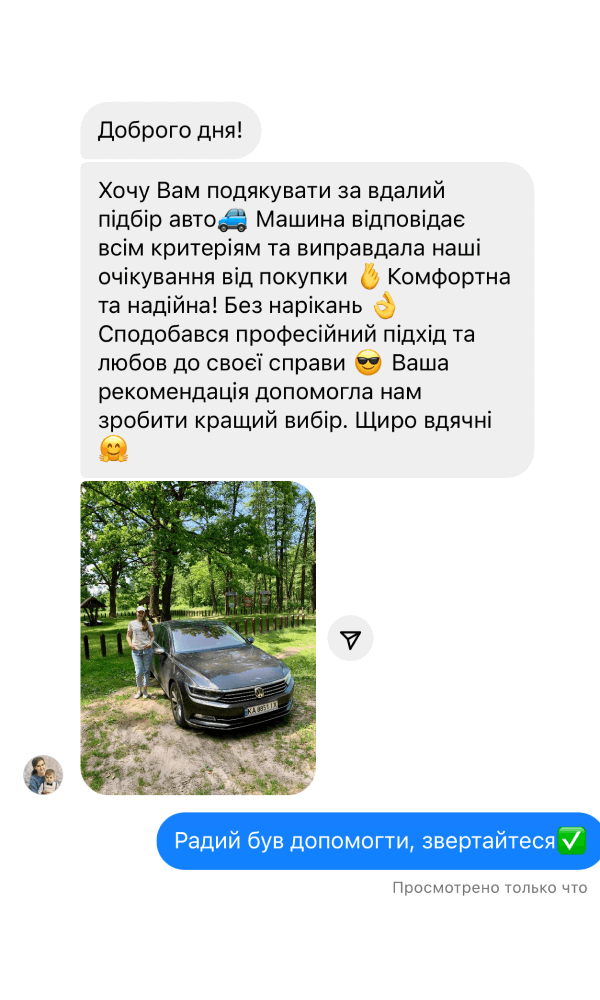 Доброго дня!
Хочу Вам подякувати за вдалий
підбір авто🚙 Машина відповідає
всім критеріям та виправдала наші
очікування від покупки 🫰 Комфортна
та надійна! Без нарікань 👌
Сподобався професійний підхід та
любов до своєї справи 😎 Ваша
рекомендація допомогла нам
зробити кращий вибір. Щиро вдячні
🤗
Радий був допомогти, звертайтеся✅
Просмотрено только что